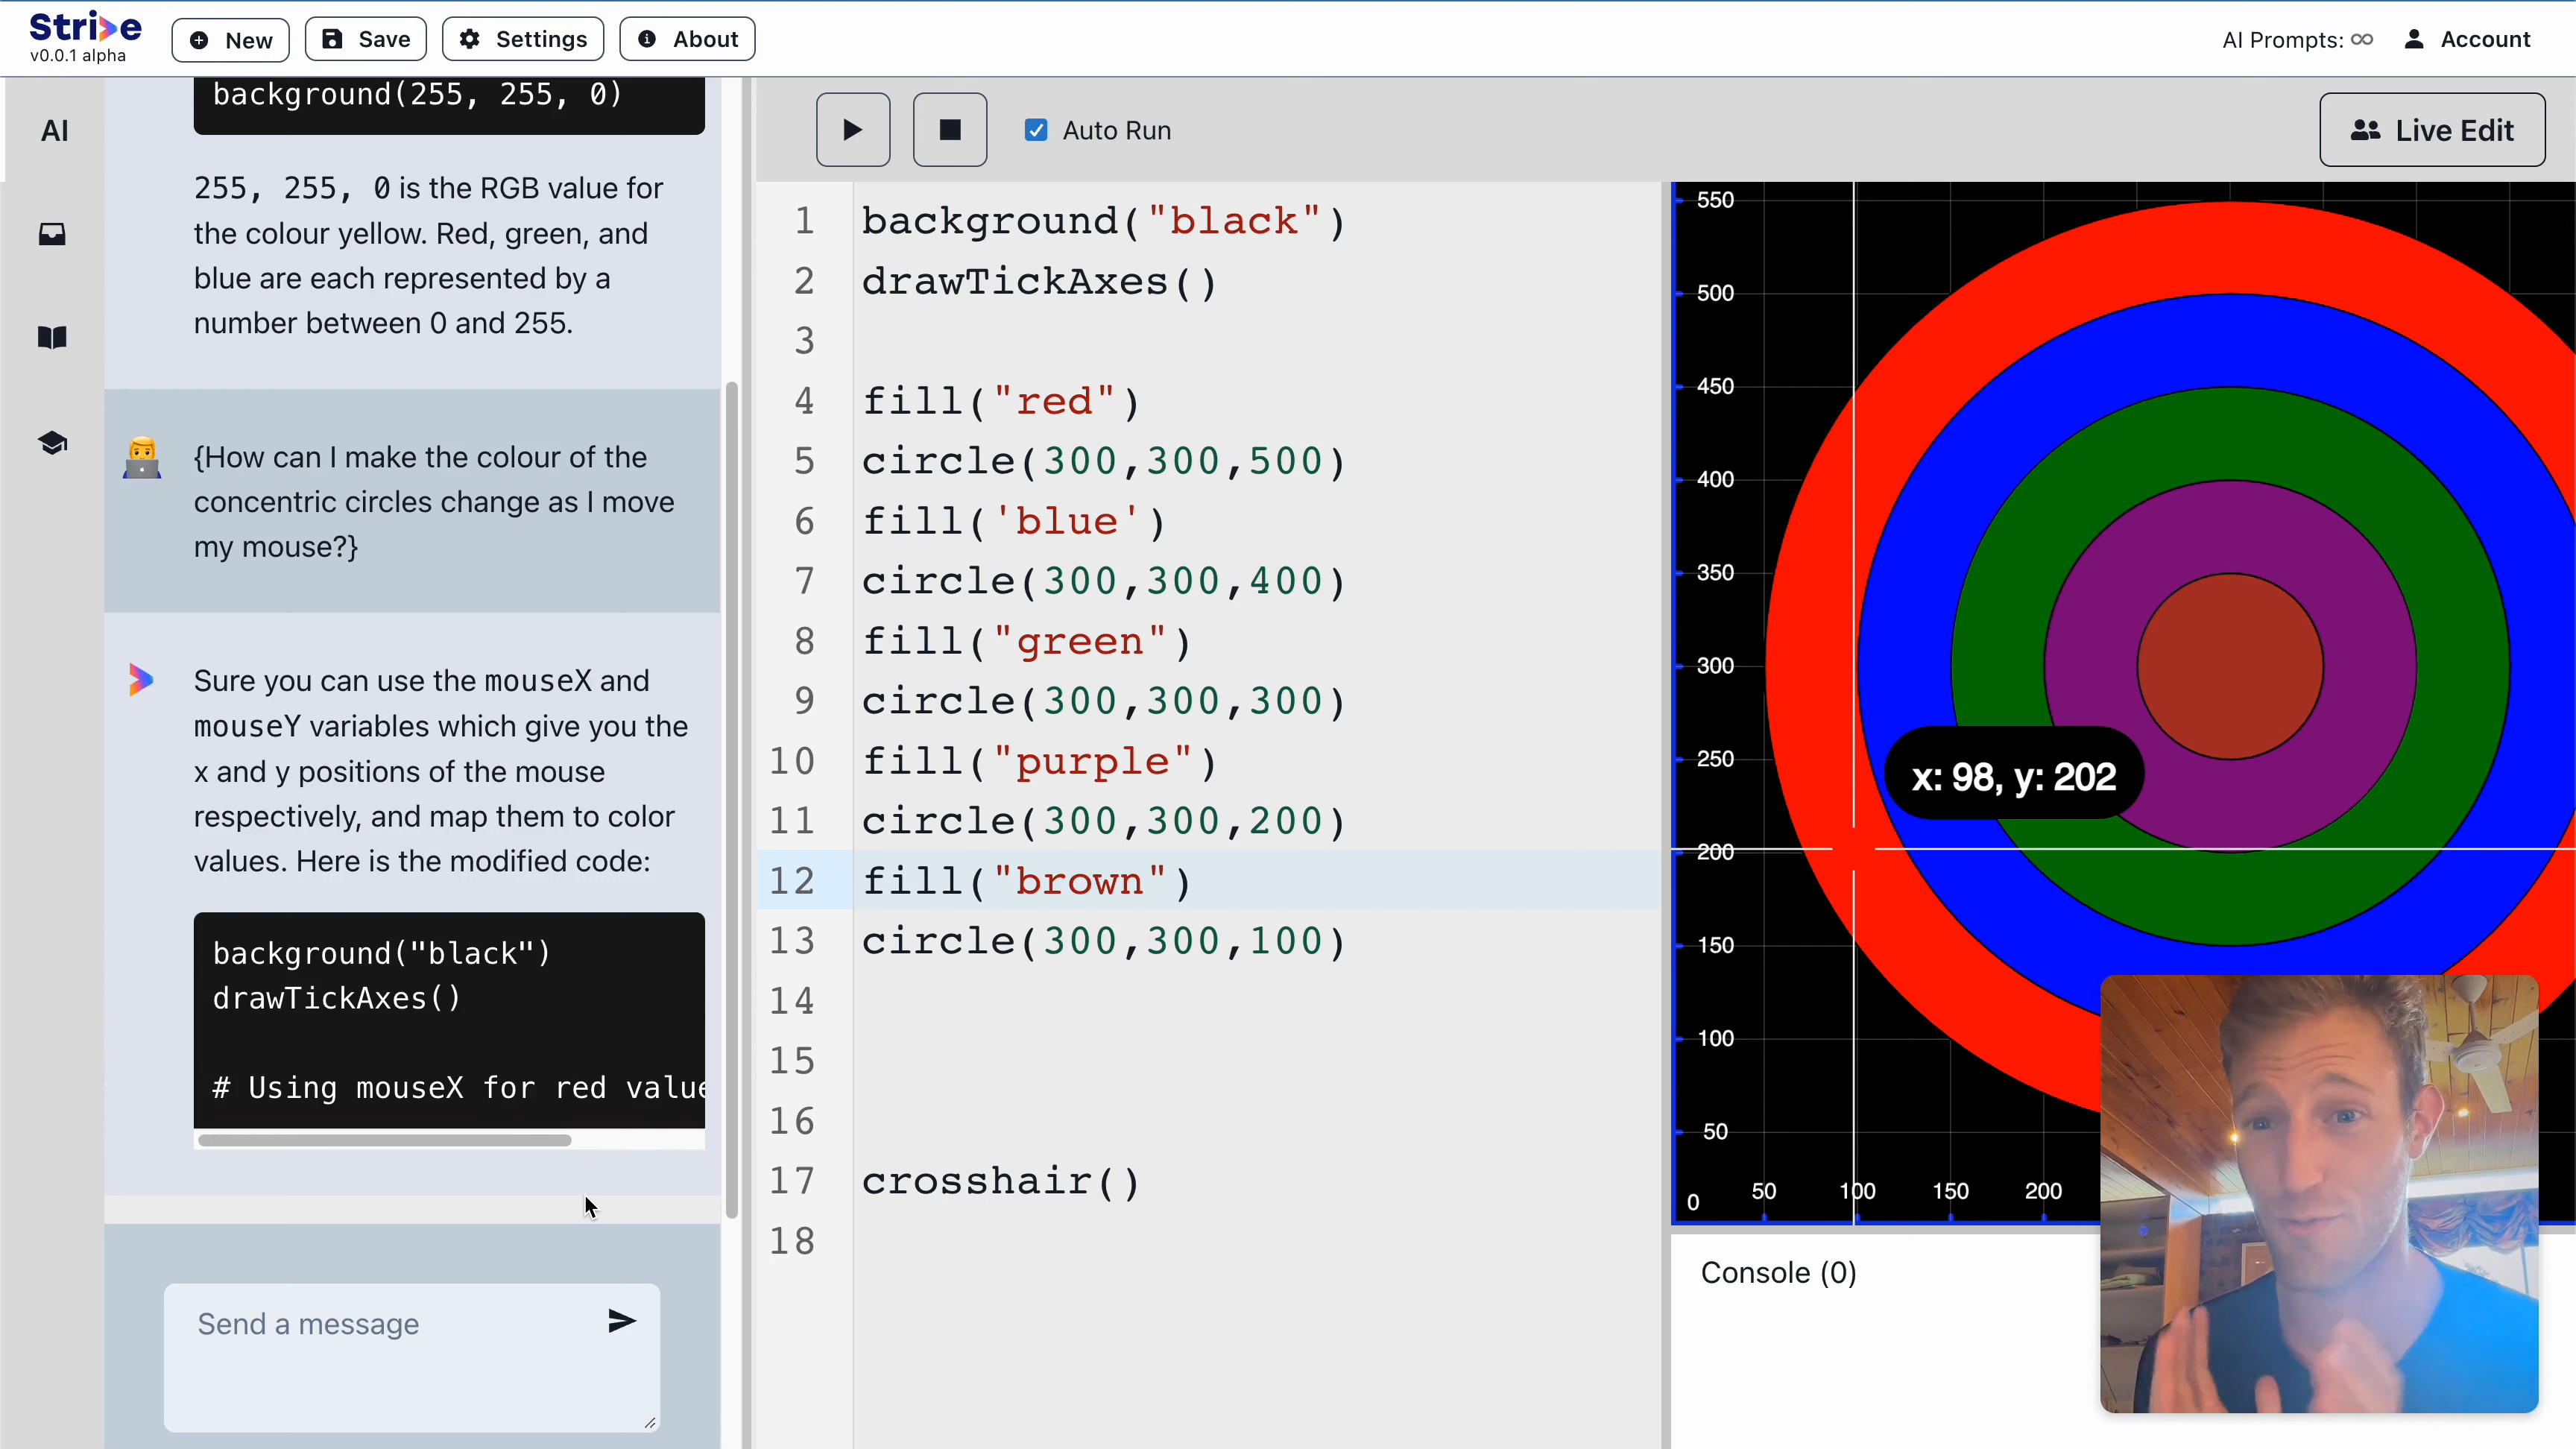 Strive
v0.0.1 alpha
New
Save
Settings
About
AI Prompts: ∞
Account
AI
background(255, 255, 0)
255, 255, 0 is the RGB value for
the colour yellow. Red, green, and
blue are each represented by a
number between 0 and 255.
{How can I make the colour of the
concentric circles change as I move
my mouse?}
Sure you can use the mouseX and
mouseY variables which give you the
x and y positions of the mouse
respectively, and map them to color
values. Here is the modified code:
background("black")
drawTickAxes()
# Using mouseX for red value
Send a message
Auto Run
Live Edit
1 background("black")
2 drawTickAxes()
3
4 fill("red")
5 circle(300,300,500)
6 fill('blue')
7 circle(300,300,400)
8 fill("green")
9 circle(300,300,300)
10 fill("purple")
11 circle(300,300,200)
12 fill("brown")
13 circle(300,300,100)
14
15
16
17 crosshair()
18
550
500
450
400
350
300
250
200
150
100
50
0
50 100 150 200
x: 98, y: 202
Console (0)